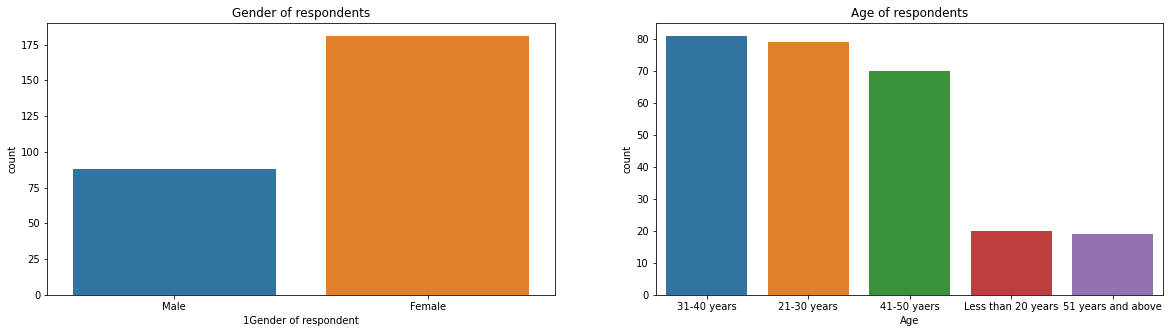 Gender of respondents
175
150
125
100
75
50
25
0
count
Male Female
1Gender of respondent
Age of respondents
80
70
60
50
40
30
20
10
0
count
31-40 years 21-30 years 41-50 yaers Less than 20 years 51 years and above
Age